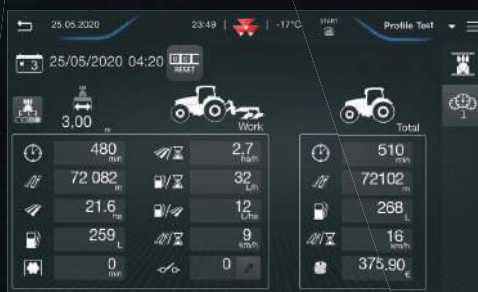 25.05.2020 23:49 | | -17°C START Profile Test
3 25/05/2020 04:20 RESET
3,00 m
Work Total
480 min 2.7 ha/h 510 min
72 082 m 32 L/h 72102 m
21.6 ha 12 L/ha 268 L
259 L 9 km/h 16 km/h
0 min 0 375.90 €